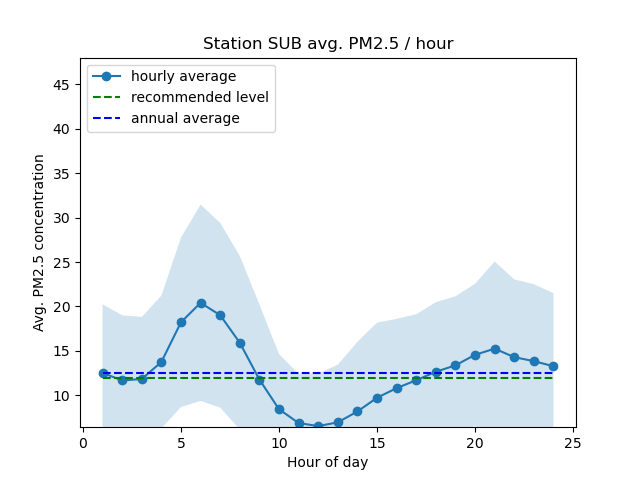 Station SUB avg. PM2.5 / hour
hourly average
recommended level
annual average
Avg. PM2.5 concentration
45
40
35
30
25
20
15
10
0 5 10 15 20 25
Hour of day